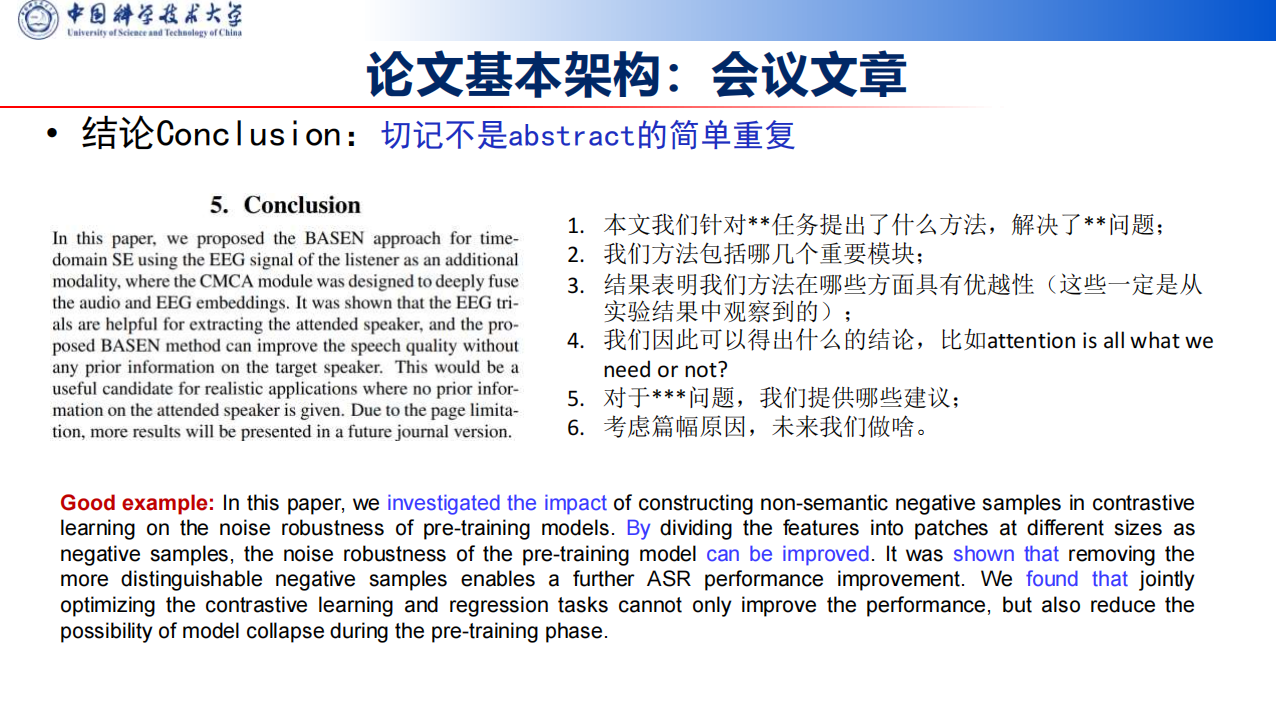 中国科学技术大学
University of Science and Technology of China
论文基本架构：会议文章
• 结论Conclusion：切记不是abstract的简单重复
5. Conclusion
In this paper, we proposed the BASEN approach for time-
domain SE using the EEG signal of the listener as an additional
modality, where the CMCA module was designed to deeply fuse
the audio and EEG embeddings. It was shown that the EEG tri-
als are helpful for extracting the attended speaker, and the pro-
posed BASEN method can improve the speech quality without
any prior information on the target speaker. This would be a
useful candidate for realistic applications where no prior infor-
mation on the attended speaker is given. Due to the page limita-
tion, more results will be presented in a future journal version.
1. 本文我们针对**任务提出了什么方法，解决了**问题；
2. 我们方法包括哪几个重要模块；
3. 结果表明我们方法在哪些方面具有优越性（这些一定是从
实验结果中观察到的）；
4. 我们因此可以得出什么的结论，比如attention is all what we
need or not?
5. 对于***问题，我们提供哪些建议；
6. 考虑篇幅原因，未来我们做啥。
Good example: In this paper, we investigated the impact of constructing non-semantic negative samples in contrastive
learning on the noise robustness of pre-training models. By dividing the features into patches at different sizes as
negative samples, the noise robustness of the pre-training model can be improved. It was shown that removing the
more distinguishable negative samples enables a further ASR performance improvement. We found that jointly
optimizing the contrastive learning and regression tasks cannot only improve the performance, but also reduce the
possibility of model collapse during the pre-training phase.